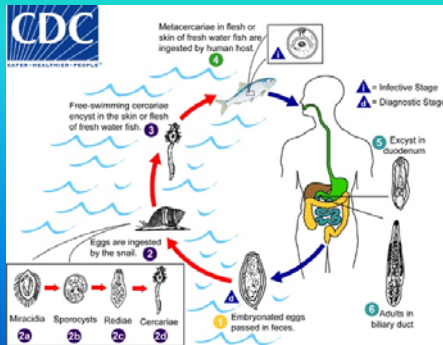 CDC
SAFER • HEALTHIER • PEOPLE™
Metacercariae in flesh or
skin of fresh water fish are
ingested by human host.
4
i
i = Infective Stage
d = Diagnostic Stage
Free-swimming cercariae
encyst in the skin or flesh
of fresh water fish.
3
5 Excyst in
duodenum
2
Eggs are ingested
by the snail.
Miracidia
Sporocysts
Rediae
Cercariae
2a
2b
2c
2d
d
1 Embryonated eggs
passed in feces.
6 Adults in
biliary duct